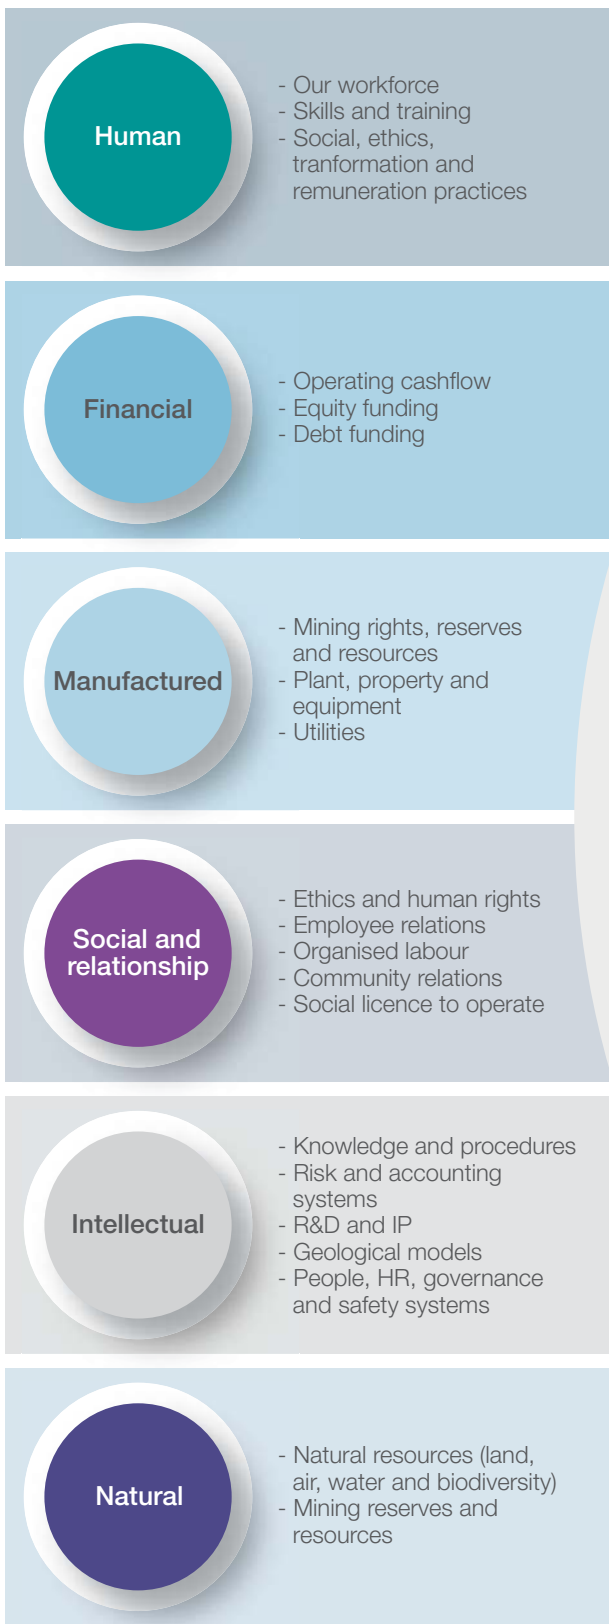 Human
- Our workforce
- Skills and training
- Social, ethics,
tranformation and
remuneration practices
Financial
- Operating cashflow
- Equity funding
- Debt funding
Manufactured
- Mining rights, reserves
and resources
- Plant, property and
equipment
- Utilities
Social and
relationship
- Ethics and human rights
- Employee relations
- Organised labour
- Community relations
- Social licence to operate
Intellectual
- Knowledge and procedures
- Risk and accounting
systems
- R&D and IP
- Geological models
- People, HR, governance
and safety systems
Natural
- Natural resources (land,
air, water and biodiversity)
- Mining reserves and
resources